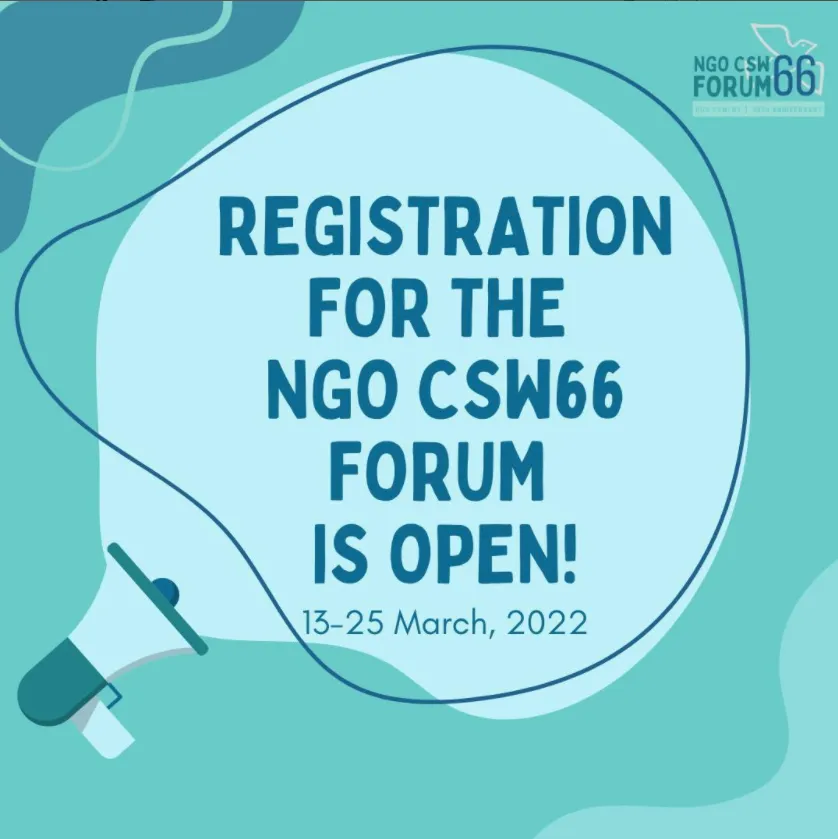 NGO CSW
FORUM66
REGISTRATION
FOR THE
NGO CSW66
FORUM
IS OPEN!
13-25 March, 2022